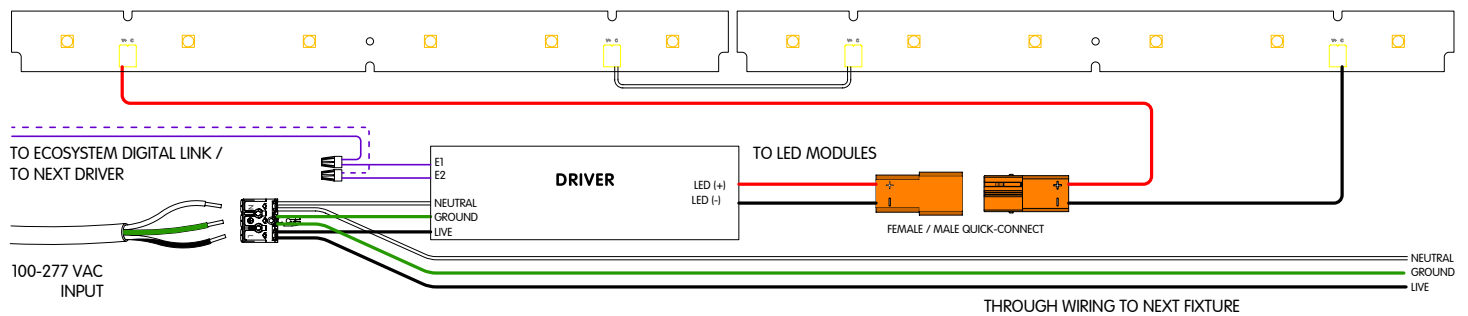 TO ECOSYSTEM DIGITAL LINK /
TO NEXT DRIVER
E1
E2
DRIVER
TO LED MODULES
LED (+)
LED (-)
+
-
+
-
FEMALE / MALE QUICK-CONNECT
NEUTRAL
GROUND
LIVE
100-277 VAC
INPUT
NEUTRAL
GROUND
LIVE
THROUGH WIRING TO NEXT FIXTURE